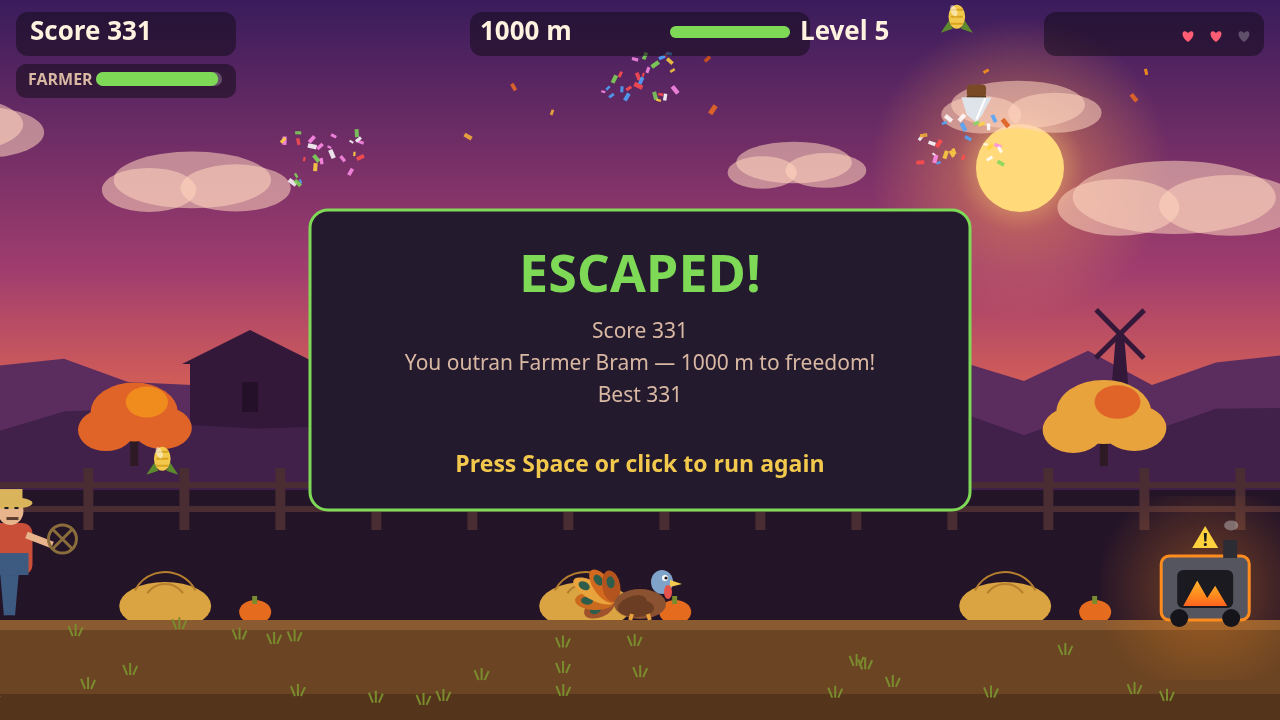 Score 331
1000 m
Level 5
FARMER
!
ESCAPED!
Score 331
You outran Farmer Bram — 1000 m to freedom!
Best 331
Press Space or click to run again